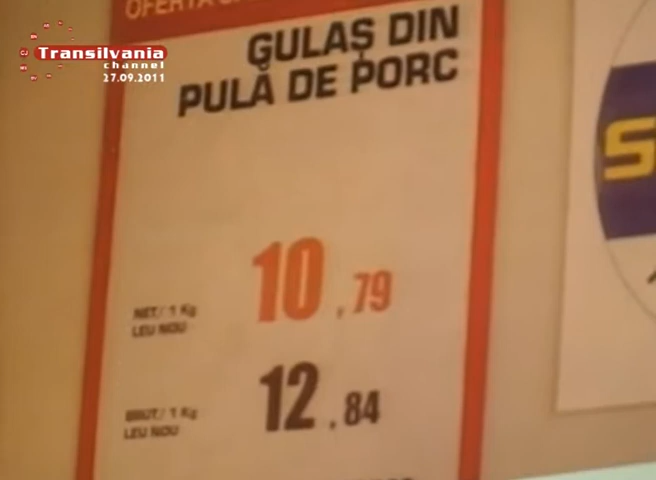 Transilvania
channel
27.09.2011
OFERTA
GULAȘ DIN
PULĂ DE PORC
10,79
NET/ 1 Kg
LEU NOU
12,84
BRUT/ 1 Kg
LEU NOU
S